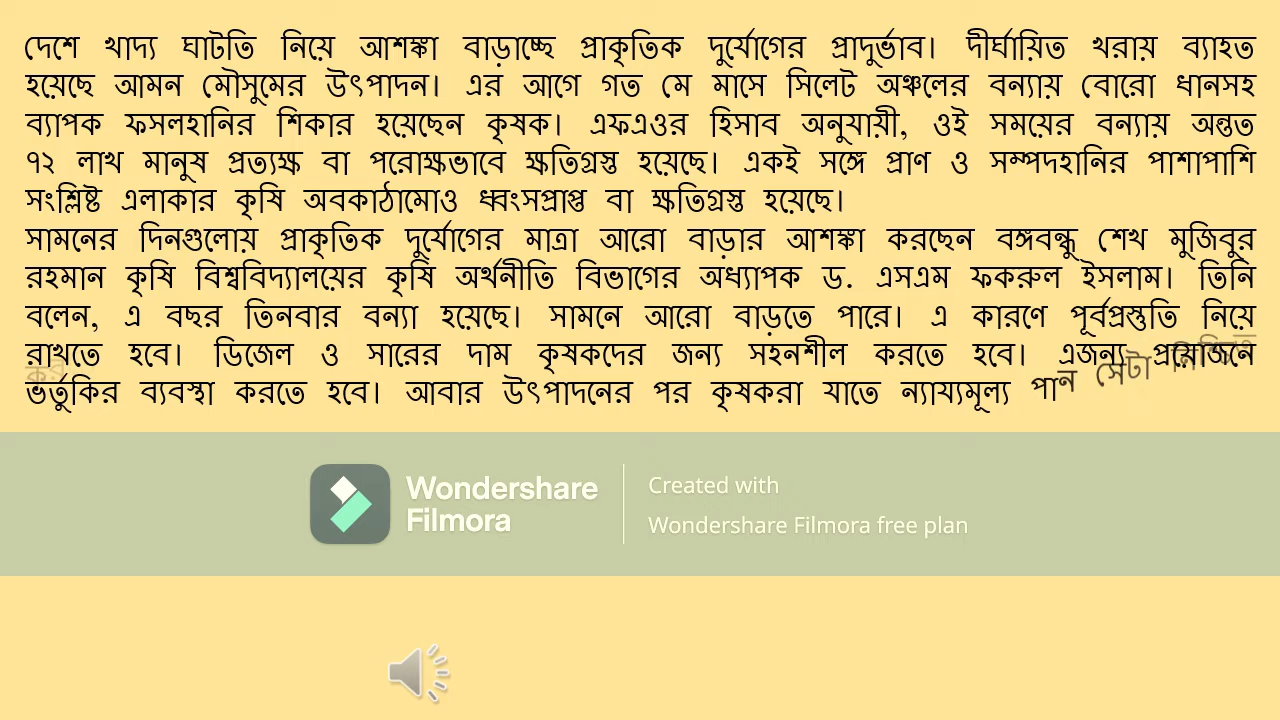 দেশে খাদ্য ঘাটতি নিয়ে আশঙ্কা বাড়াচ্ছে প্রাকৃতিক দুর্যোগের প্রাদুর্ভাব। দীর্ঘায়িত খরায় ব্যাহত
হয়েছে আমন মৌসুমের উৎপাদন। এর আগে গত মে মাসে সিলেট অঞ্চলের বন্যায় বোরো ধানসহ
ব্যাপক ফসলহানির শিকার হয়েছেন কৃষক। এফএওর হিসাব অনুযায়ী, ওই সময়ের বন্যায় অন্তত
৭২ লাখ মানুষ প্রত্যক্ষ বা পরোক্ষভাবে ক্ষতিগ্রস্ত হয়েছে। একই সঙ্গে প্রাণ ও সম্পদহানির পাশাপাশি
সংশ্লিষ্ট এলাকার কৃষি অবকাঠামোও ধ্বংসপ্রাপ্ত বা ক্ষতিগ্রস্ত হয়েছে।
সামনের দিনগুলোয় প্রাকৃতিক দুর্যোগের মাত্রা আরো বাড়ার আশঙ্কা করছেন বঙ্গবন্ধু শেখ মুজিবুর
রহমান কৃষি বিশ্ববিদ্যালয়ের কৃষি অর্থনীতি বিভাগের অধ্যাপক ড. এসএম ফকরুল ইসলাম। তিনি
বলেন, এ বছর তিনবার বন্যা হয়েছে। সামনে আরো বাড়তে পারে। এ কারণে পূর্বপ্রস্তুতি নিয়ে
রাখতে হবে। ডিজেল ও সারের দাম কৃষকদের জন্য সহনশীল করতে হবে। এজন্য প্রয়োজনে
ভর্তুকির ব্যবস্থা করতে হবে। আবার উৎপাদনের পর কৃষকরা যাতে ন্যায্যমূল্য পান সেটা
Wondershare
Filmora
Created with
Wondershare Filmora free plan